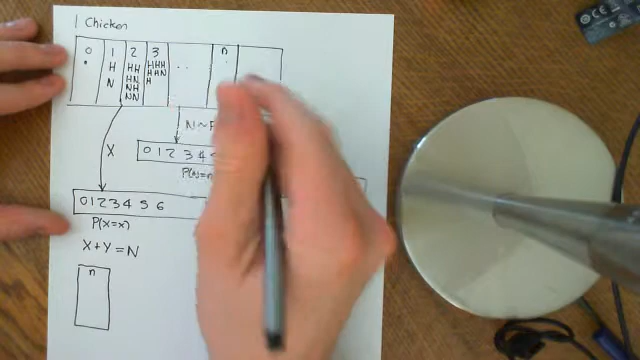 1 Chicken
0 1 2 3 .. n
H HH HHH
N HN HHN
NH H
NN
X N~P
0 1 2 3 4 5
P(N=n
0 1 2 3 4 5 6
P(X=x)
X+Y=N
n